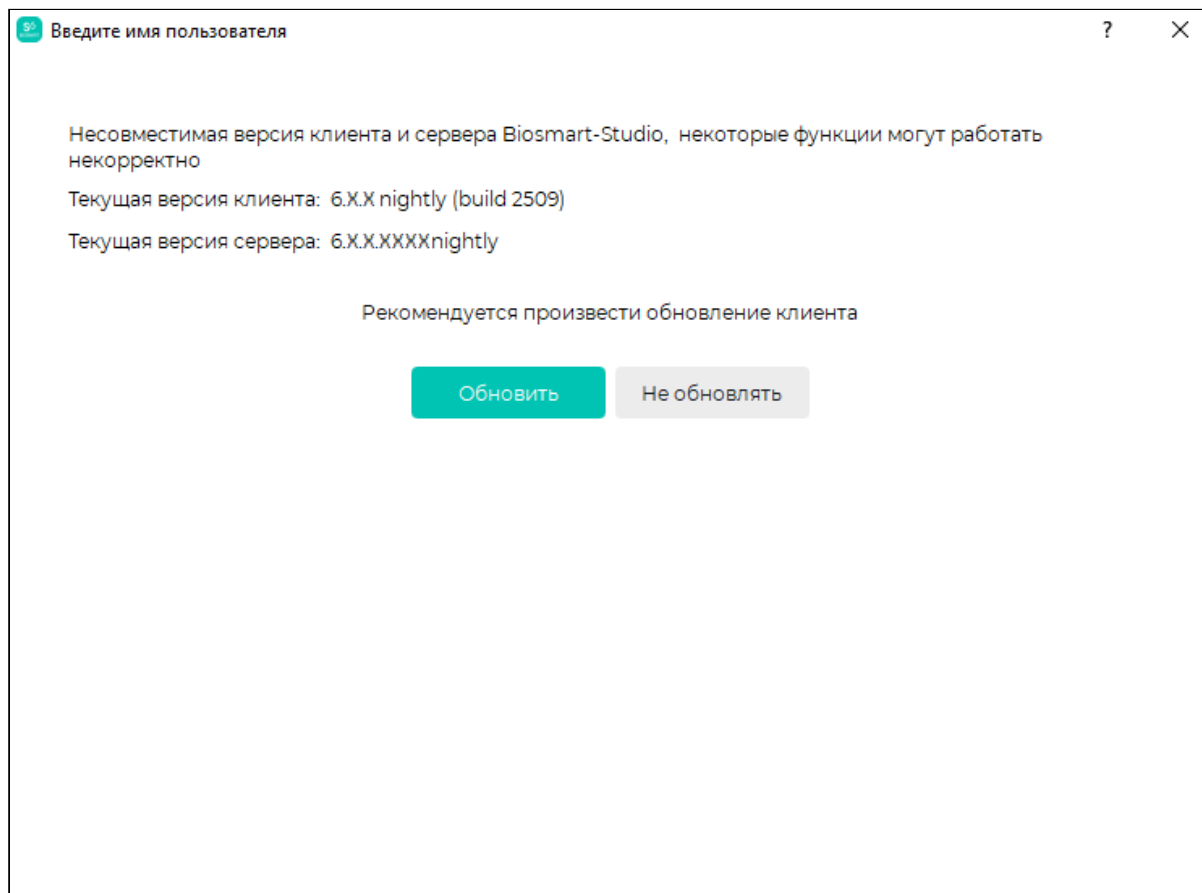 Введите имя пользователя
?
Несовместимая версия клиента и сервера Biosmart-Studio, некоторые функции могут работать
некорректно
Текущая версия клиента: 6.X.X nightly (build 2509)
Текущая версия сервера: 6.X.X.XXXXnightly
Рекомендуется произвести обновление клиента
Обновить Не обновлять